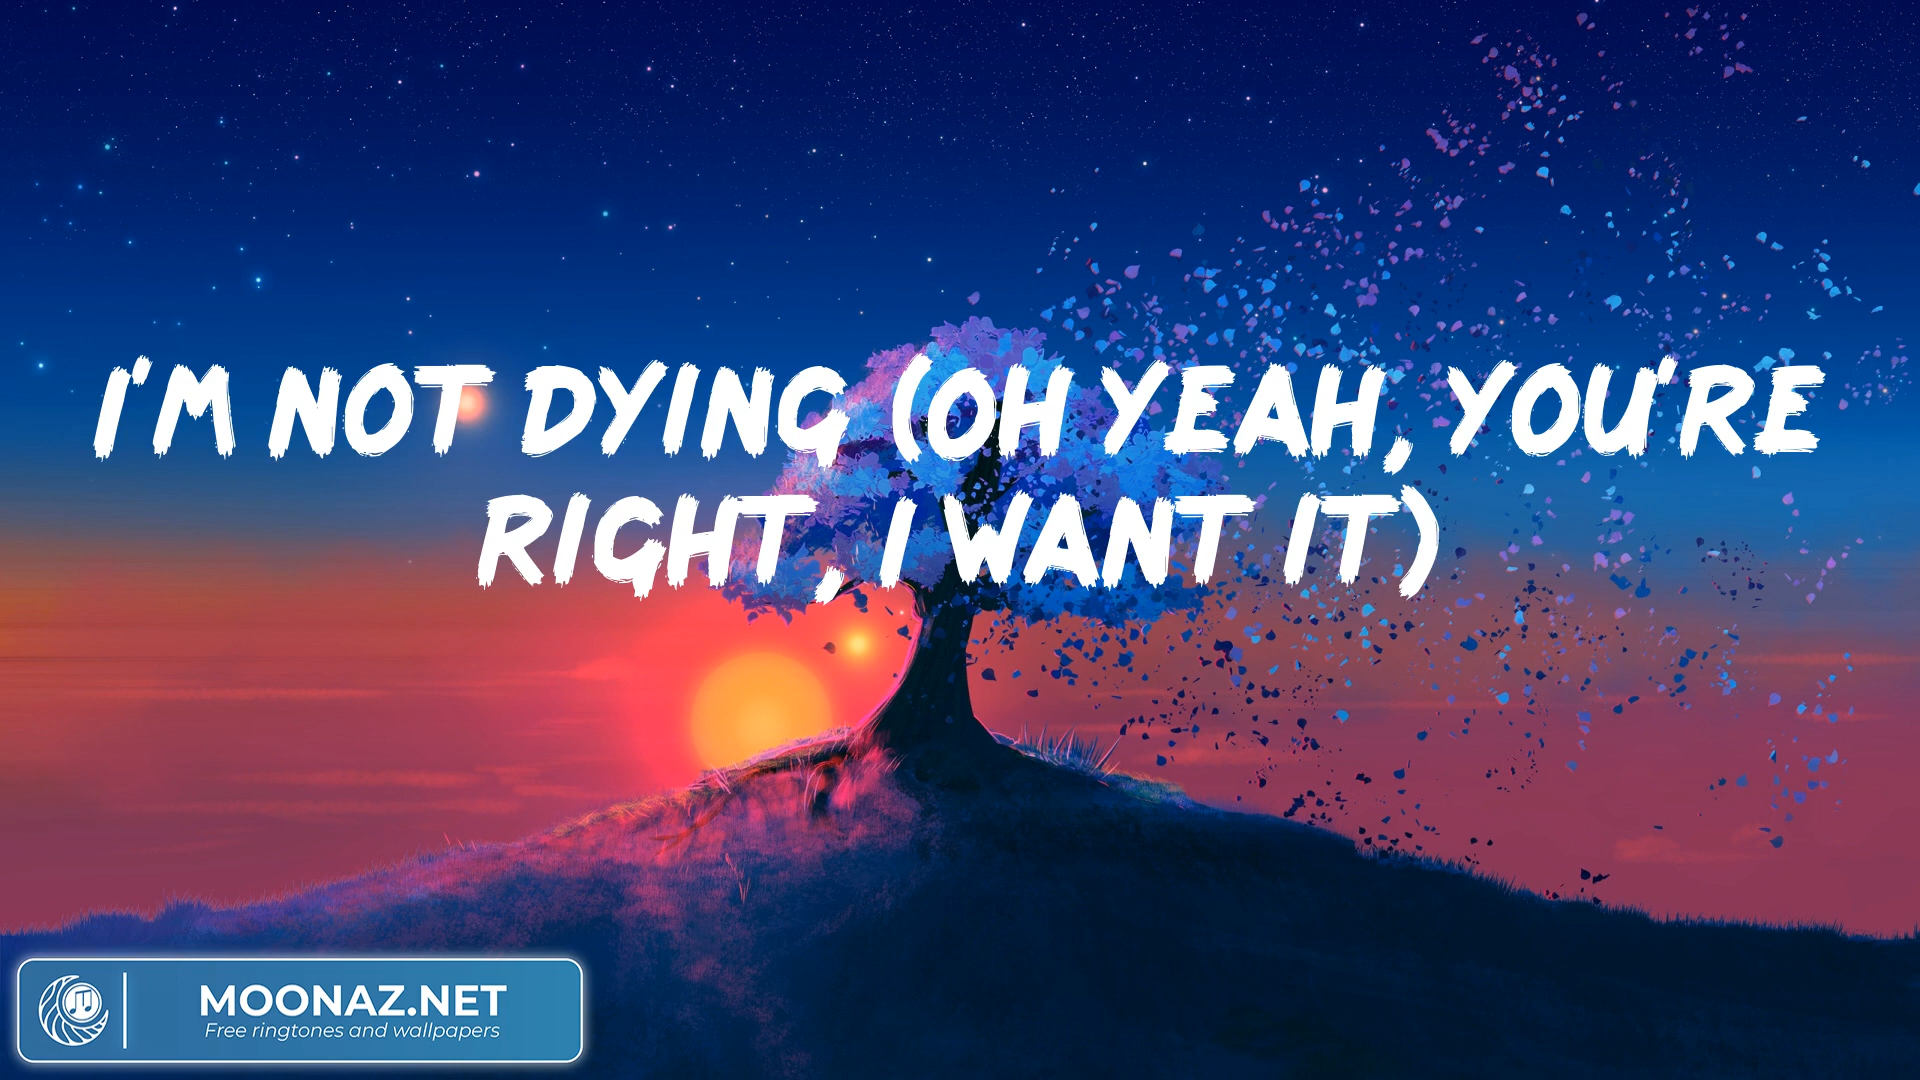 I'M NOT DYING (OH YEAH, YOU'RE
RIGHT, I WANT IT)
MOONAZ.NET
Free ringtones and wallpapers